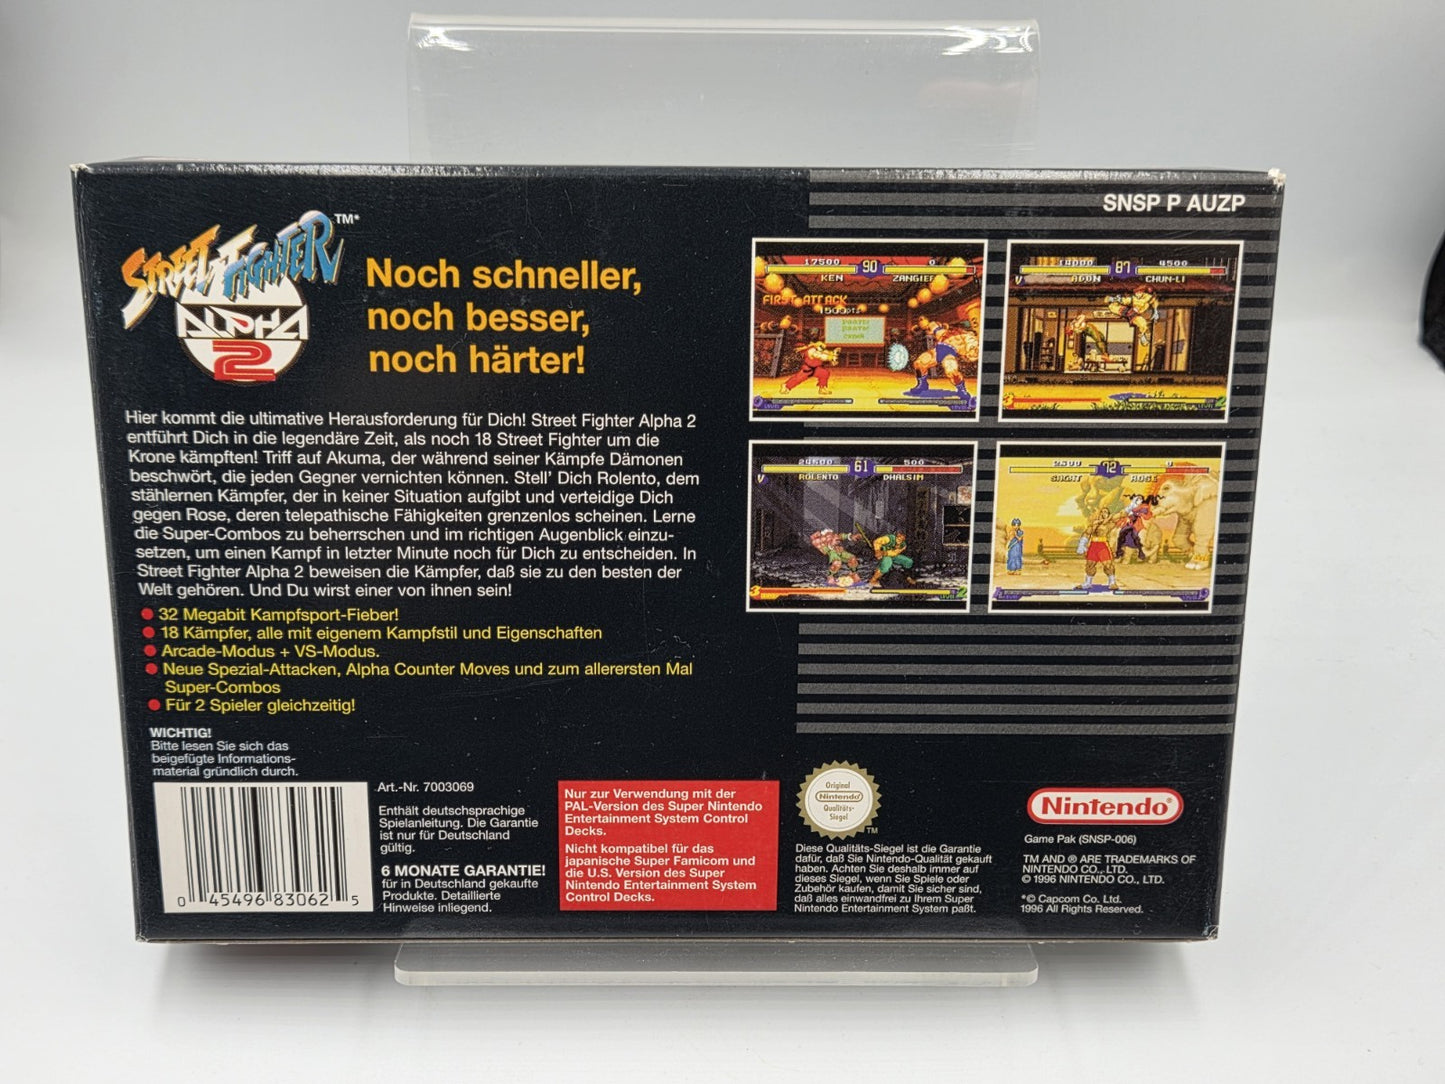 SNSP P AUZP
STREET FIGHTER TM*
ALPHA
2
Noch schneller,
noch besser,
noch härter!
Hier kommt die ultimative Herausforderung für Dich! Street Fighter Alpha 2
entführt Dich in die legendäre Zeit, als noch 18 Street Fighter um die
Krone kämpften! Triff auf Akuma, der während seiner Kämpfe Dämonen
beschwört, die jeden Gegner vernichten können. Stell' Dich Rolento, dem
stählernen Kämpfer, der in keiner Situation aufgibt und verteidige Dich
gegen Rose, deren telepathische Fähigkeiten grenzenlos scheinen. Lerne
die Super-Combos zu beherrschen und im richtigen Augenblick einzu-
setzen, um einen Kampf in letzter Minute noch für Dich zu entscheiden. In
Street Fighter Alpha 2 beweisen die Kämpfer, daß sie zu den besten der
Welt gehören. Und Du wirst einer von ihnen sein!
32 Megabit Kampfsport-Fieber!
18 Kämpfer, alle mit eigenem Kampfstil und Eigenschaften
Arcade-Modus + VS-Modus.
Neue Spezial-Attacken, Alpha Counter Moves und zum allerersten Mal
Super-Combos
Für 2 Spieler gleichzeitig!
17500 90 0
KEN ZANGIEF
FIRST ATTACK
1500pts
14000 87 4500
ADON CHUN-LI
24500 61 500
ROLENTO DHALSIM
2500 72 0
SAGAT ROSE
WICHTIG!
Bitte lesen Sie sich das
beigefügte Informations-
material gründlich durch.
0 45496 83062 5
Art.-Nr. 7003069
Enthält deutschsprachige
Spielanleitung. Die Garantie
ist nur für Deutschland
gültig.
6 MONATE GARANTIE!
für in Deutschland gekaufte
Produkte. Detaillierte
Hinweise inliegend.
Nur zur Verwendung mit der
PAL-Version des Super Nintendo
Entertainment System Control
Decks.
Nicht kompatibel für das
japanische Super Famicom und
die U.S. Version des Super
Nintendo Entertainment System
Control Decks.
Original
Nintendo
Qualitäts-
Siegel
TM
Diese Qualitäts-Siegel ist die Garantie
dafür, daß Sie Nintendo-Qualität gekauft
haben. Achten Sie deshalb immer auf
dieses Siegel, wenn Sie Spiele oder
Zubehör kaufen, damit Sie sicher sind,
daß alles einwandfrei zu Ihrem Super
Nintendo Entertainment System paßt.
Nintendo®
Game Pak (SNSP-006)
TM AND ® ARE TRADEMARKS OF
NINTENDO CO., LTD.
© 1996 NINTENDO CO., LTD.
*© Capcom Co. Ltd.
1996 All Rights Reserved.